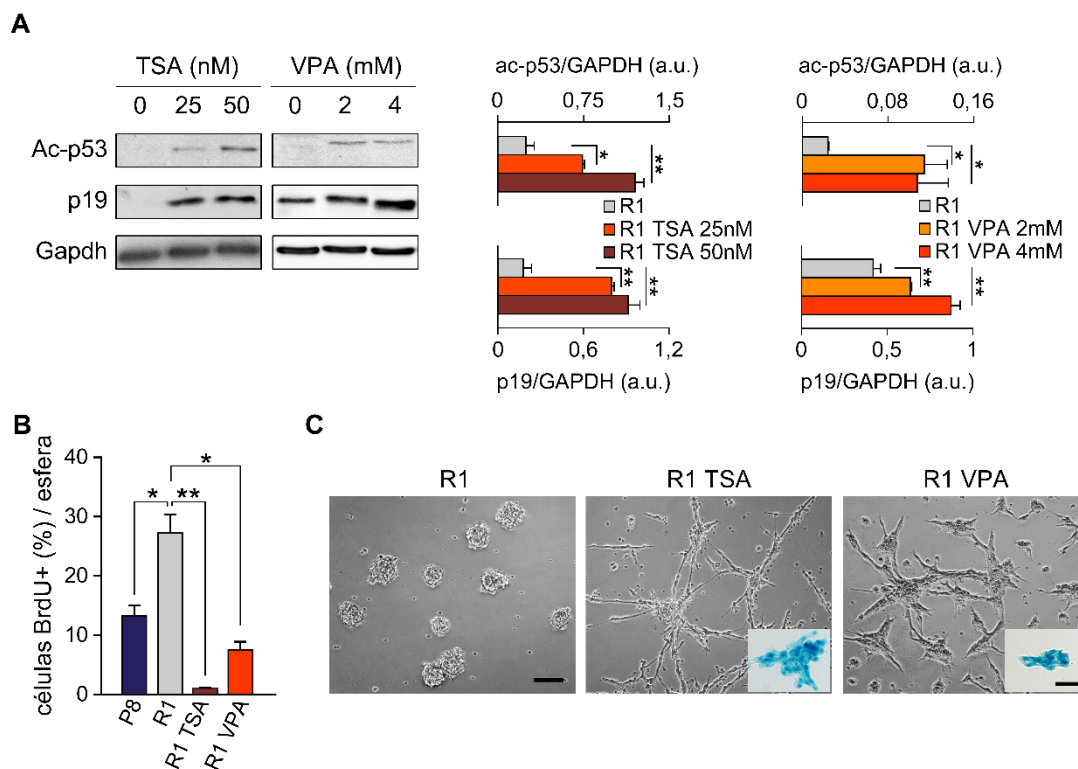 A
TSA (nM)
VPA (mM)
0 25 50
0 2 4
Ac-p53
p19
Gapdh
ac-p53/GAPDH (a.u.)
0 0,75 1,5
*
**
R1
R1 TSA 25nM
R1 TSA 50nM
**
**
0 0,6 1,2
p19/GAPDH (a.u.)
ac-p53/GAPDH (a.u.)
0 0,08 0,16
*
*
R1
R1 VPA 2mM
R1 VPA 4mM
**
**
0 0,5 1
p19/GAPDH (a.u.)
B
células BrdU+ (%) / esfera
40
30
20
10
0
*
* **
P8
R1
R1 TSA
R1 VPA
C
R1
R1 TSA
R1 VPA